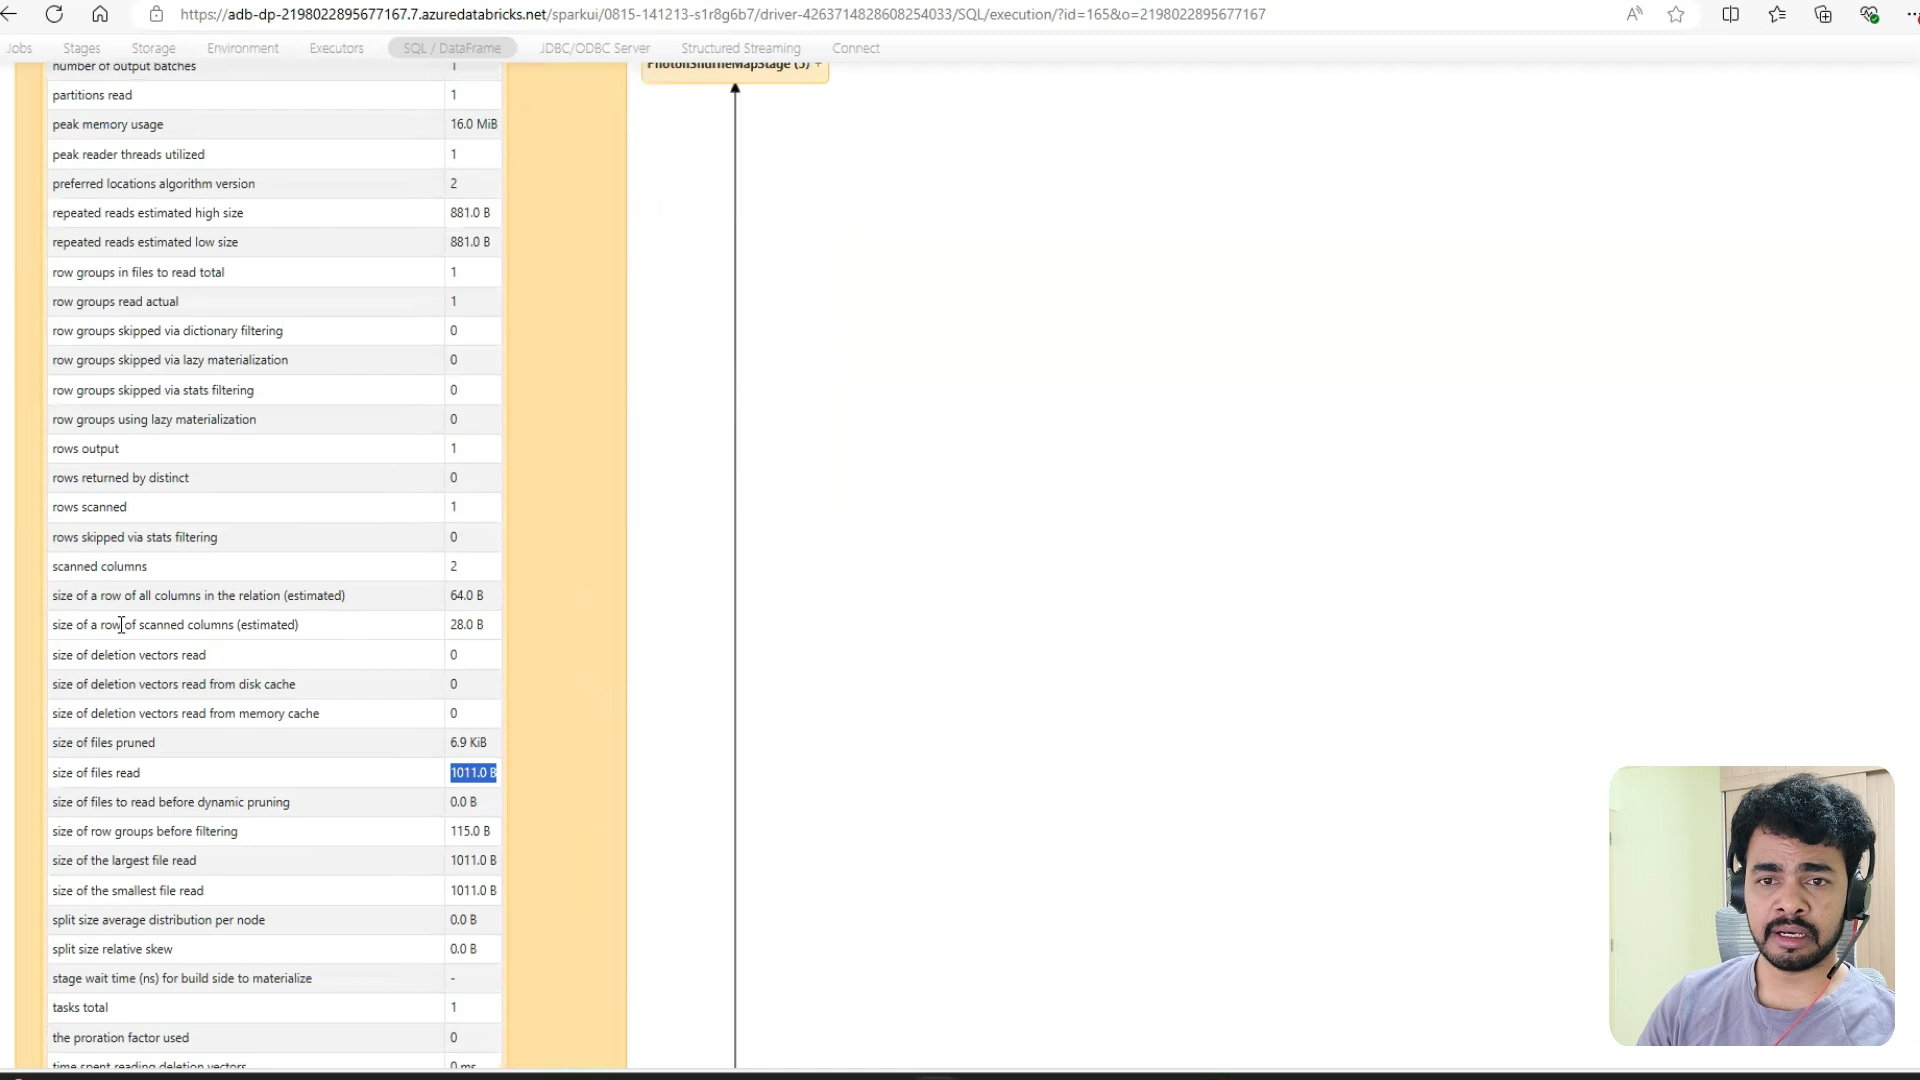 https://adb-dp-2198022895677167.7.azuredatabricks.net/sparkui/0815-141213-s1r8g6b7/driver-4263714828608254033/SQL/execution/?id=165&o=2198022895677167
Jobs Stages Storage Environment Executors SQL / DataFrame JDBC/ODBC Server Structured Streaming Connect
PhotonShuffleMapStage (5) +
number of output batches 1
partitions read 1
peak memory usage 16.0 MiB
peak reader threads utilized 1
preferred locations algorithm version 2
repeated reads estimated high size 881.0 B
repeated reads estimated low size 881.0 B
row groups in files to read total 1
row groups read actual 1
row groups skipped via dictionary filtering 0
row groups skipped via lazy materialization 0
row groups skipped via stats filtering 0
row groups using lazy materialization 0
rows output 1
rows returned by distinct 0
rows scanned 1
rows skipped via stats filtering 0
scanned columns 2
size of a row of all columns in the relation (estimated) 64.0 B
size of a row of scanned columns (estimated) 28.0 B
size of deletion vectors read 0
size of deletion vectors read from disk cache 0
size of deletion vectors read from memory cache 0
size of files pruned 6.9 KiB
size of files read 1011.0 B
size of files to read before dynamic pruning 0.0 B
size of row groups before filtering 115.0 B
size of the largest file read 1011.0 B
size of the smallest file read 1011.0 B
split size average distribution per node 0.0 B
split size relative skew 0.0 B
stage wait time (ns) for build side to materialize -
tasks total 1
the proration factor used 0
time spent reading deletion vectors 0 ms